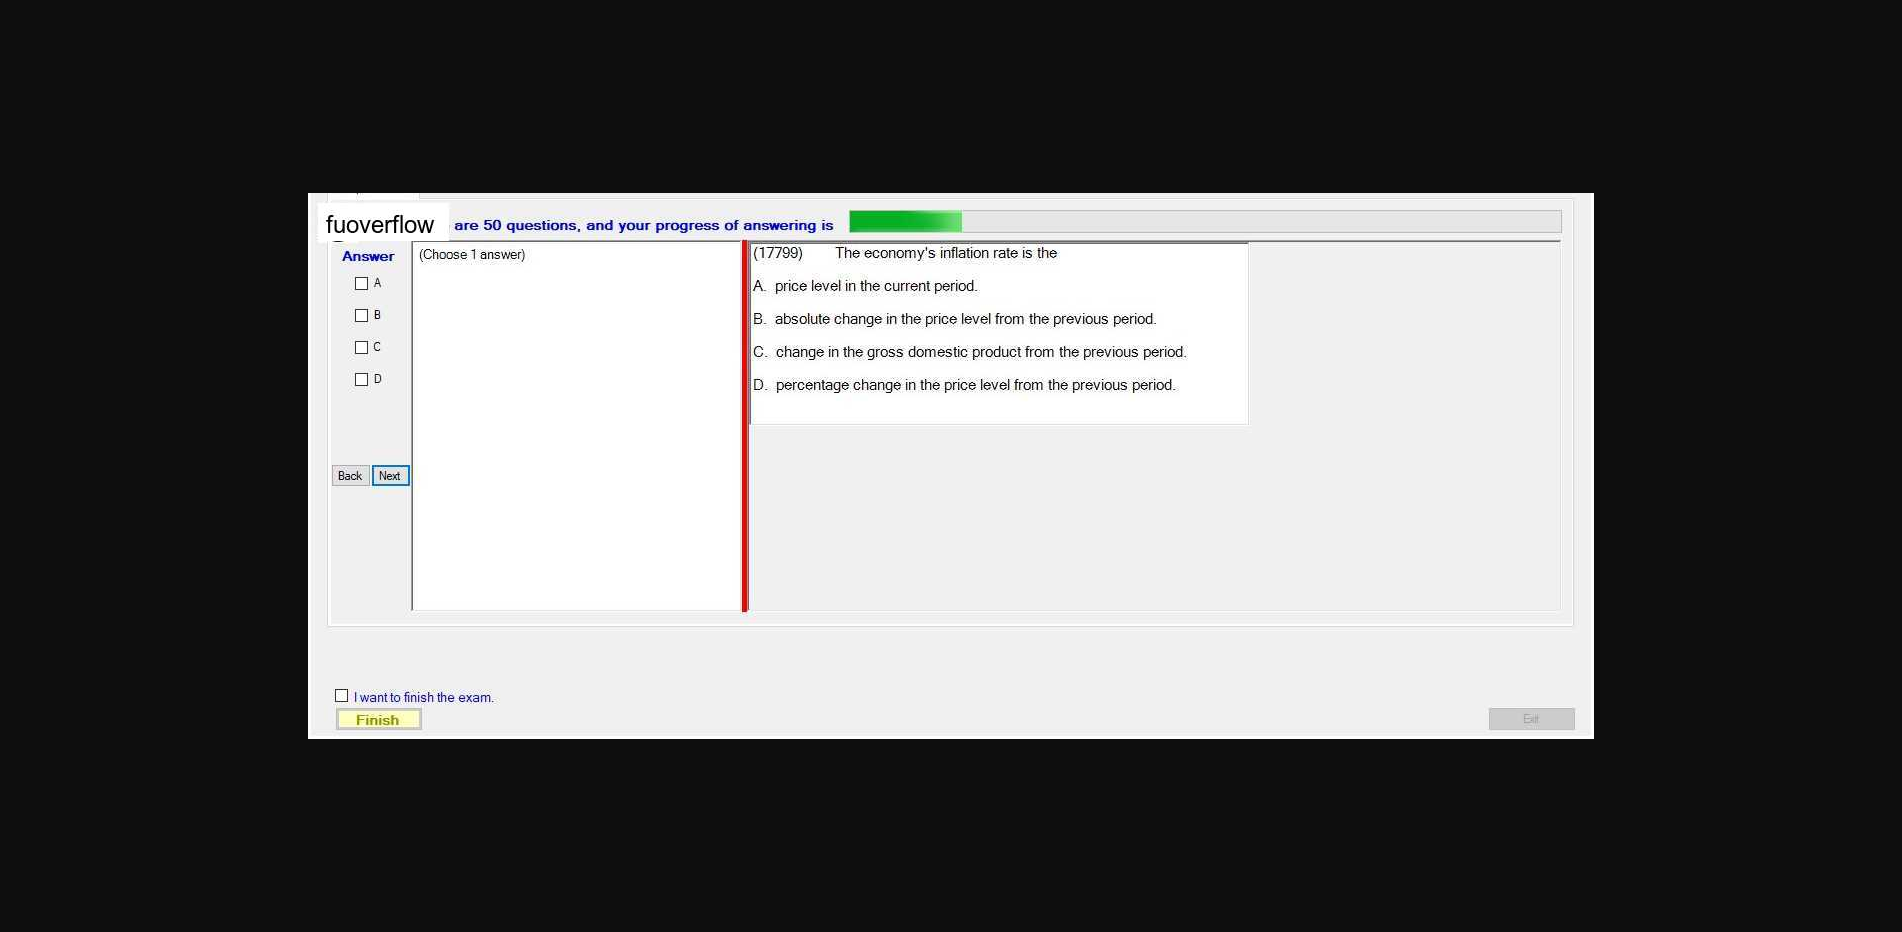 fuoverflow are 50 questions, and your progress of answering is
Answer
A
B
C
D
Back Next
(Choose 1 answer)
(17799) The economy's inflation rate is the
A. price level in the current period.
B. absolute change in the price level from the previous period.
C. change in the gross domestic product from the previous period.
D. percentage change in the price level from the previous period.
I want to finish the exam.
Finish
Exit